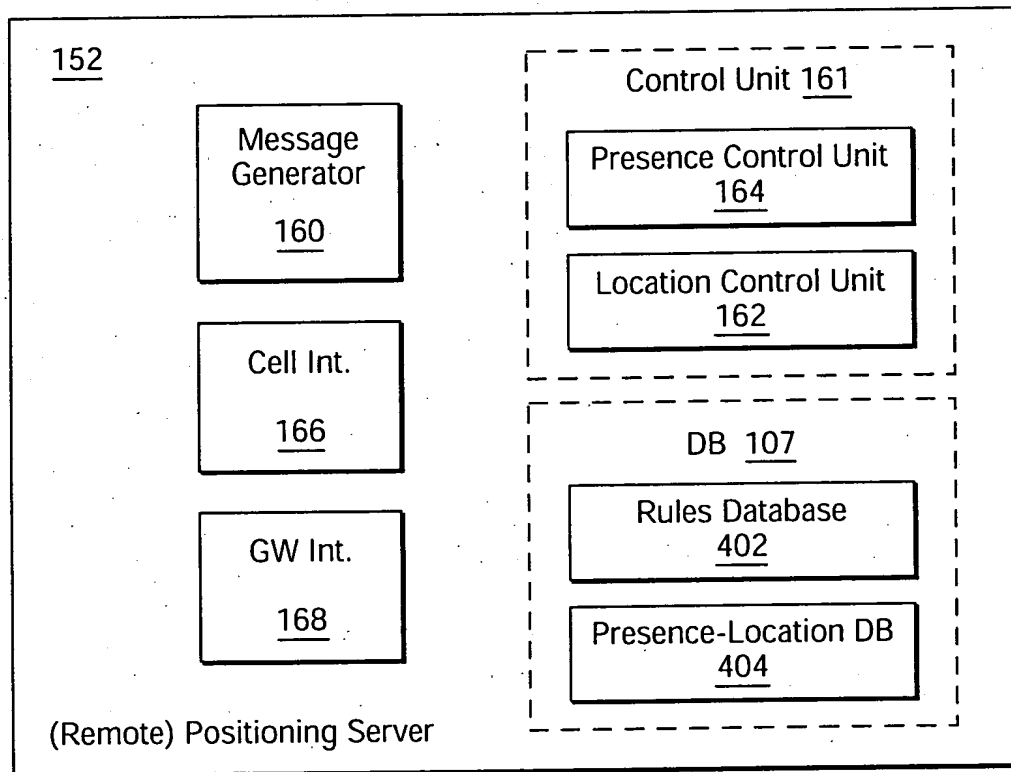 152
Message
Generator
160
Cell Int.
166
GW Int.
168
(Remote) Positioning Server
Control Unit 161
Presence Control Unit
164
Location Control Unit
162
DB 107
Rules Database
402
Presence-Location DB
404